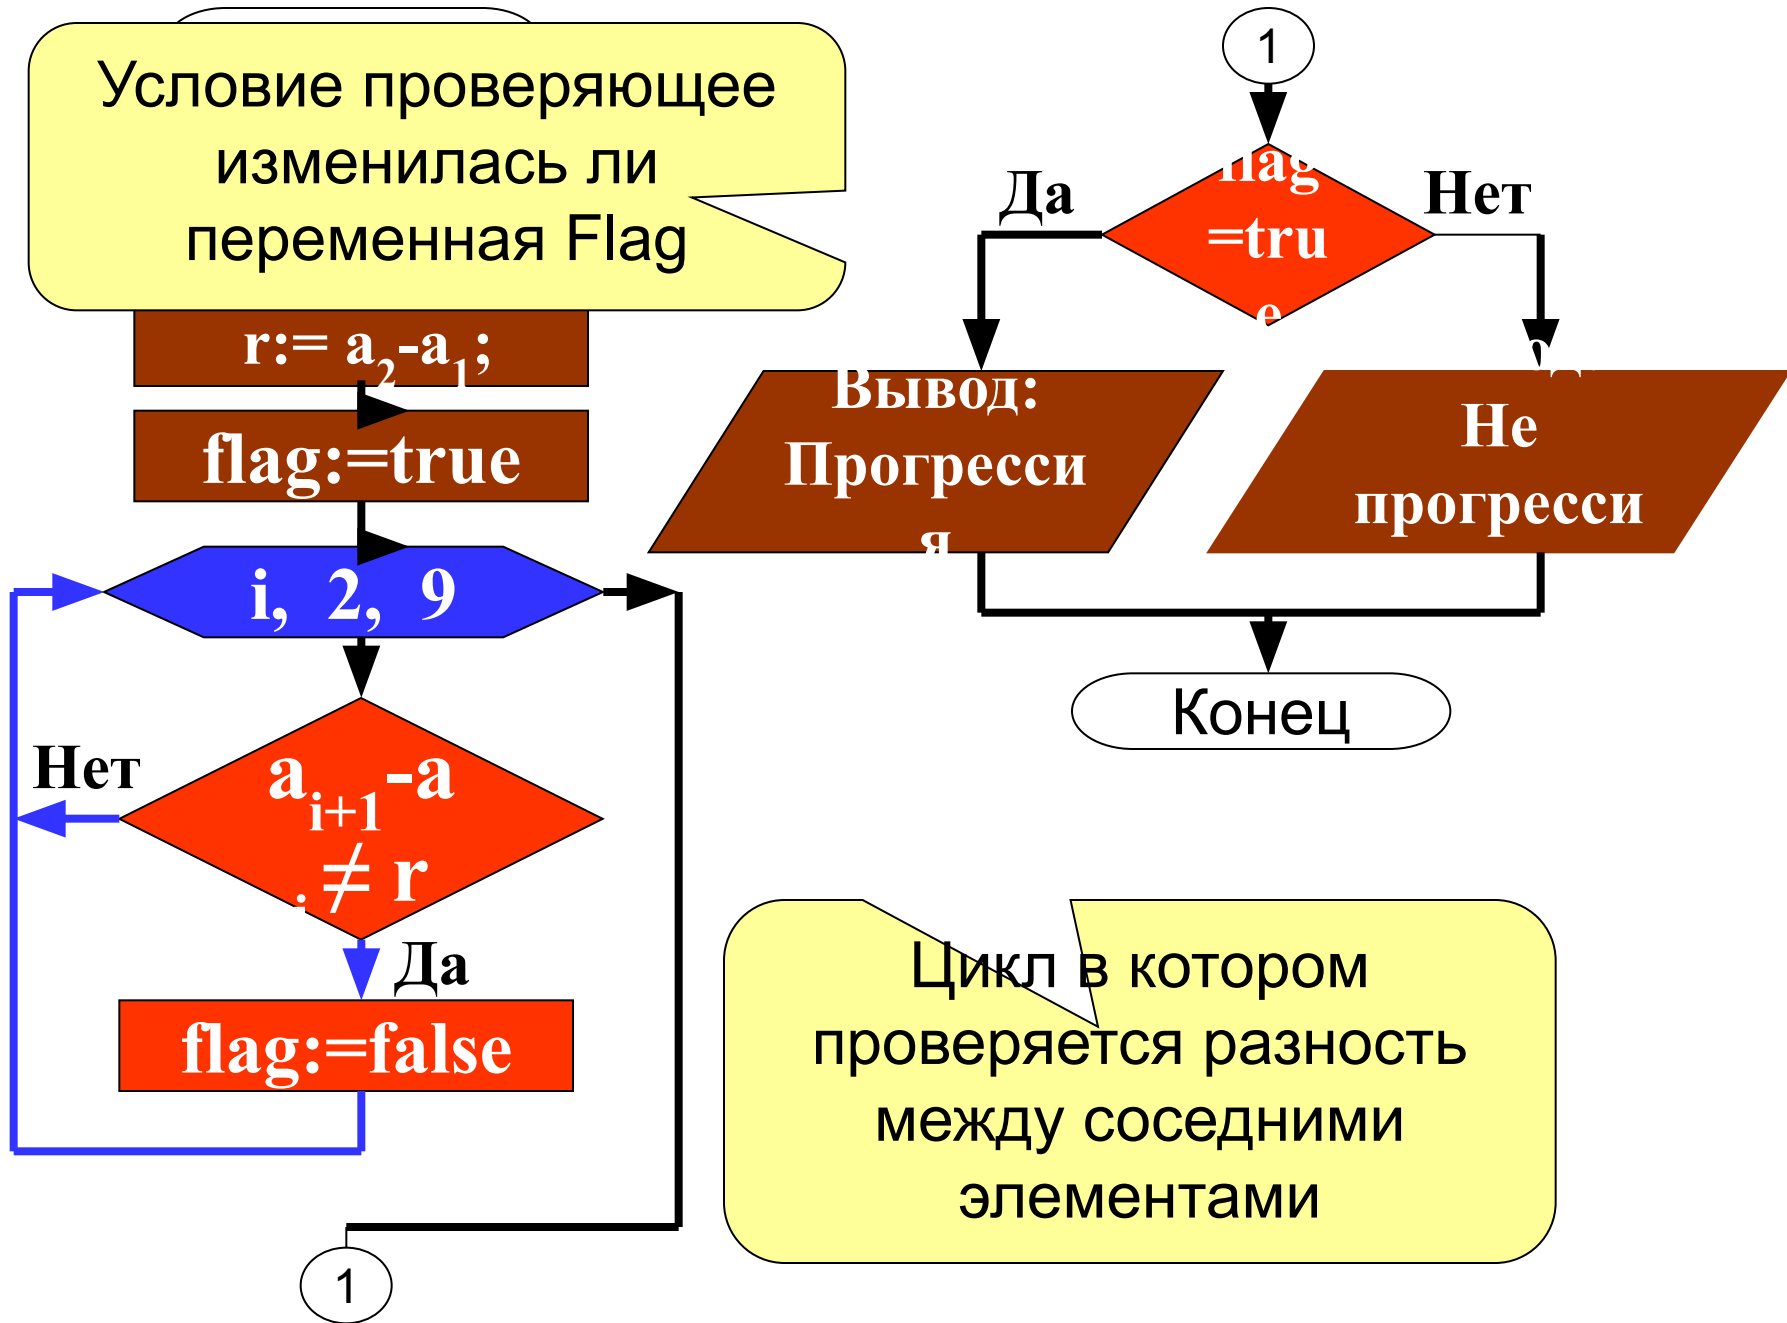 Условие проверяющее
изменилась ли
переменная Flag
r:= a2-a1;
flag:=true
i, 2, 9
Нет
ai+1-a
i ≠ r
Да
flag:=false
1
1
Да
flag
=tru
e
Нет
Вывод:
Прогресси
я
Не
прогресси
Конец
Цикл в котором
проверяется разность
между соседними
элементами